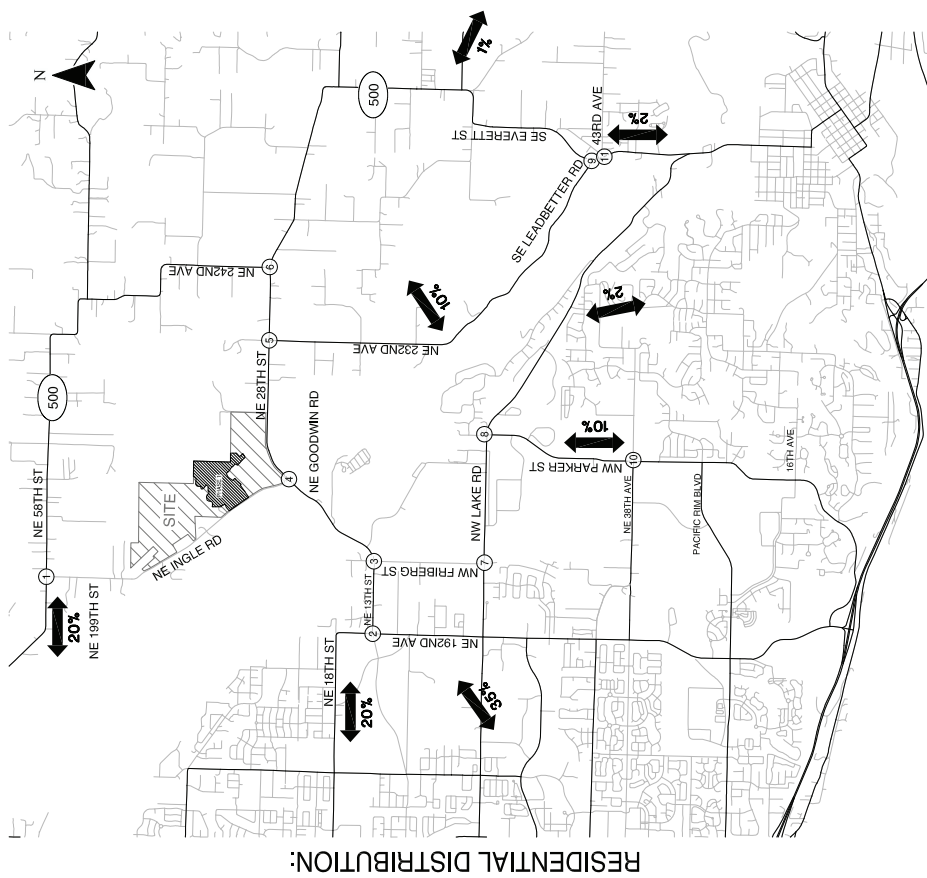 N
500
1%
SE EVERETT ST
43RD AVE
2%
9
11
SE LEADBETTER RD
NE 242ND AVE
6
10%
2%
NE 232ND AVE
5
NE 28TH ST
500
NE 58TH ST
NE GOODWIN RD
4
SITE
NE INGLE RD
8
10%
NW PARKER ST
10
16TH AVE
PACIFIC RIM BLVD
NE 38TH AVE
NW LAKE RD
7
NW FRIBERG ST
3
NE 13TH ST
2
NE 192ND AVE
1
20%
NE 199TH ST
NE 18TH ST
20%
35%
RESIDENTIAL DISTRIBUTION: